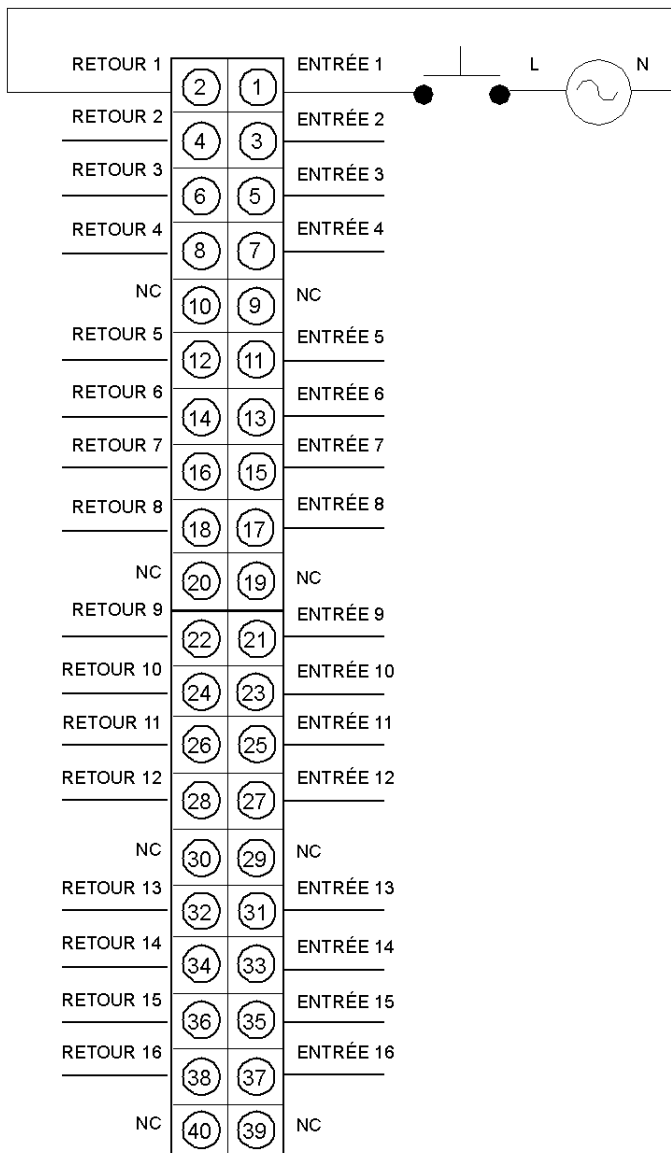 RETOUR 1 2 1 ENTRÉE 1 L N
RETOUR 2 4 3 ENTRÉE 2
RETOUR 3 6 5 ENTRÉE 3
RETOUR 4 8 7 ENTRÉE 4
NC 10 9 NC
RETOUR 5 12 11 ENTRÉE 5
RETOUR 6 14 13 ENTRÉE 6
RETOUR 7 16 15 ENTRÉE 7
RETOUR 8 18 17 ENTRÉE 8
NC 20 19 NC
RETOUR 9 22 21 ENTRÉE 9
RETOUR 10 24 23 ENTRÉE 10
RETOUR 11 26 25 ENTRÉE 11
RETOUR 12 28 27 ENTRÉE 12
NC 30 29 NC
RETOUR 13 32 31 ENTRÉE 13
RETOUR 14 34 33 ENTRÉE 14
RETOUR 15 36 35 ENTRÉE 15
RETOUR 16 38 37 ENTRÉE 16
NC 40 39 NC